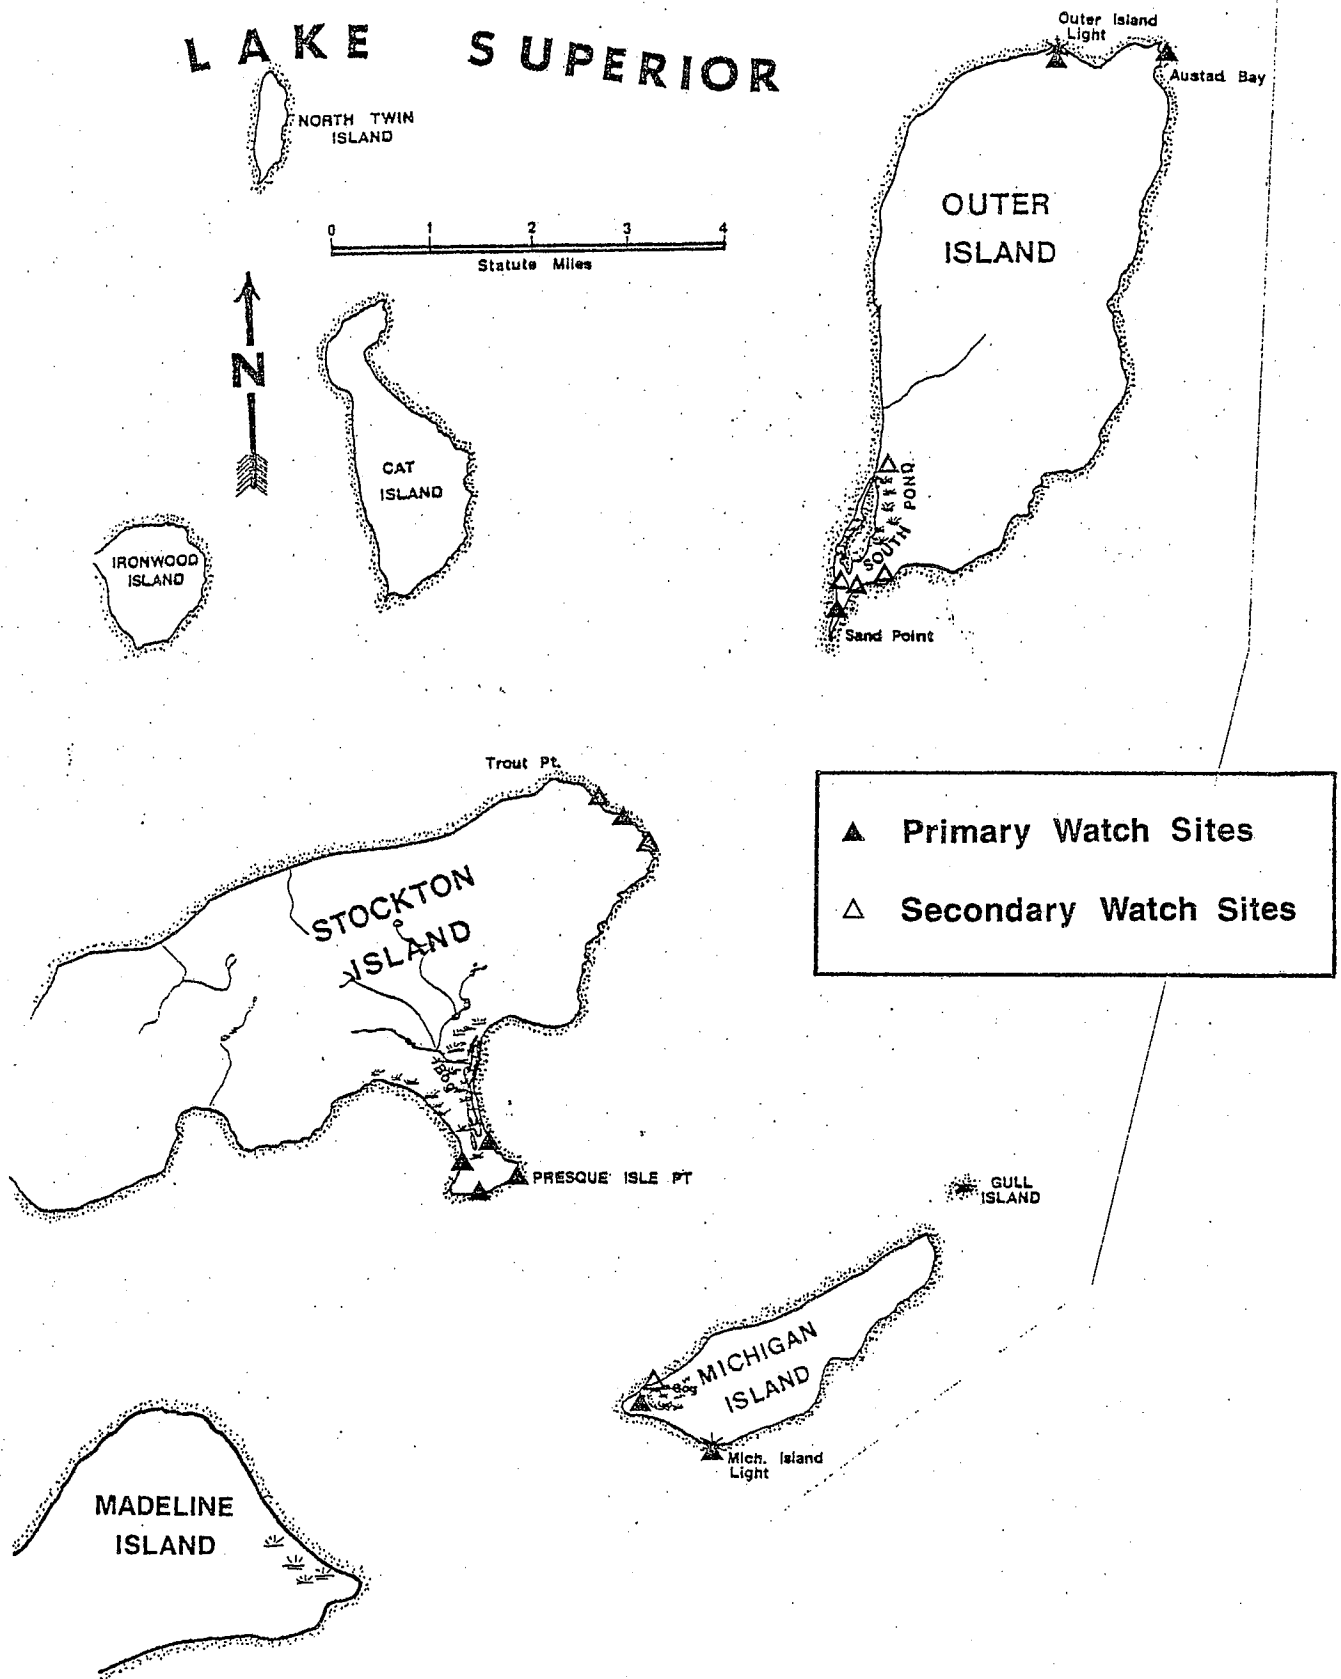 LAKE SUPERIOR
Outer Island
Light
Austad Bay
NORTH TWIN
ISLAND
OUTER
ISLAND
0 1 2 3 4
Statute Miles
N
CAT
ISLAND
IRONWOOD
ISLAND
SOUTH POND
Sand Point
Trout Pt.
Primary Watch Sites
Secondary Watch Sites
STOCKTON
ISLAND
Bog
PRESQUE ISLE PT
GULL
ISLAND
MICHIGAN
ISLAND
Bog
Mich. Island
Light
MADELINE
ISLAND